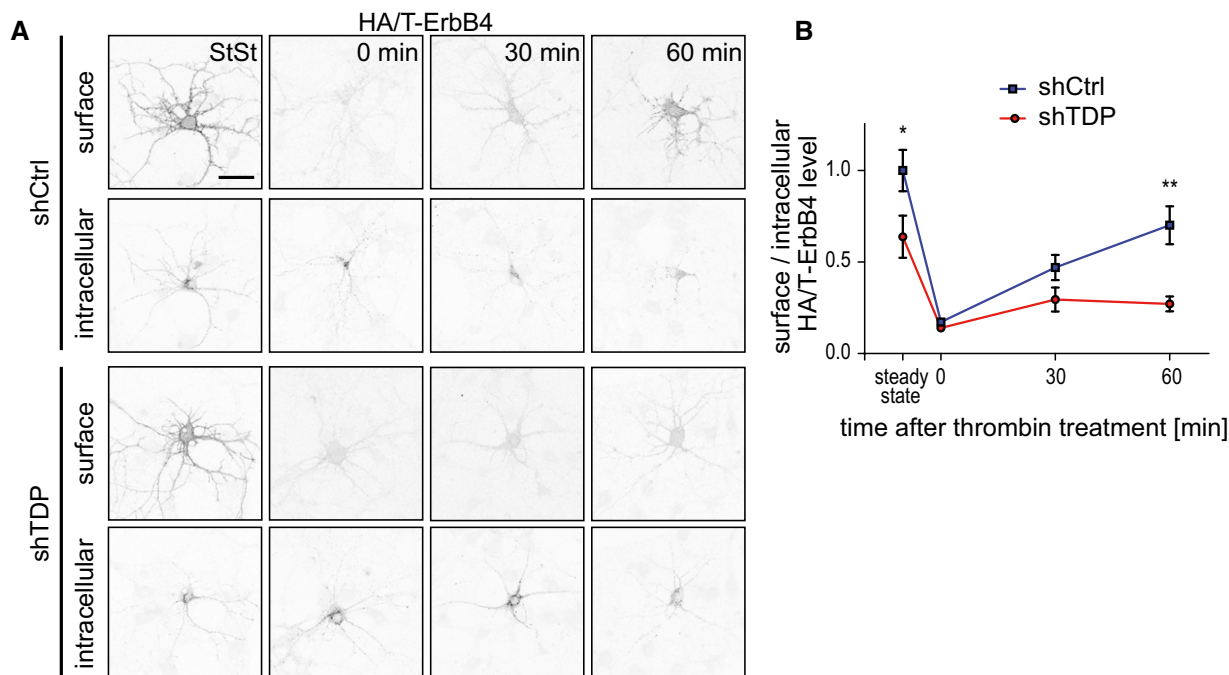 A
HA/T-ErbB4
StSt
0 min
30 min
60 min
shCtrl
surface
intracellular
shTDP
surface
intracellular
B
shCtrl
shTDP
surface / intracellular
HA/T-ErbB4 level
1.0
0.5
0.0
*
**
steady
state
0
30
60
time after thrombin treatment [min]